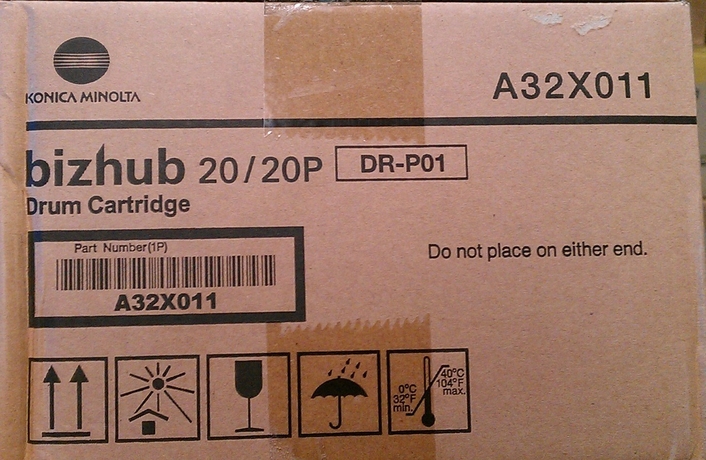 KONICA MINOLTA
A32X011
bizhub 20/20P DR-P01
Drum Cartridge
Part Number(1P)
A32X011
Do not place on either end.
0°C
32°F
min.
40°C
104°F
max.